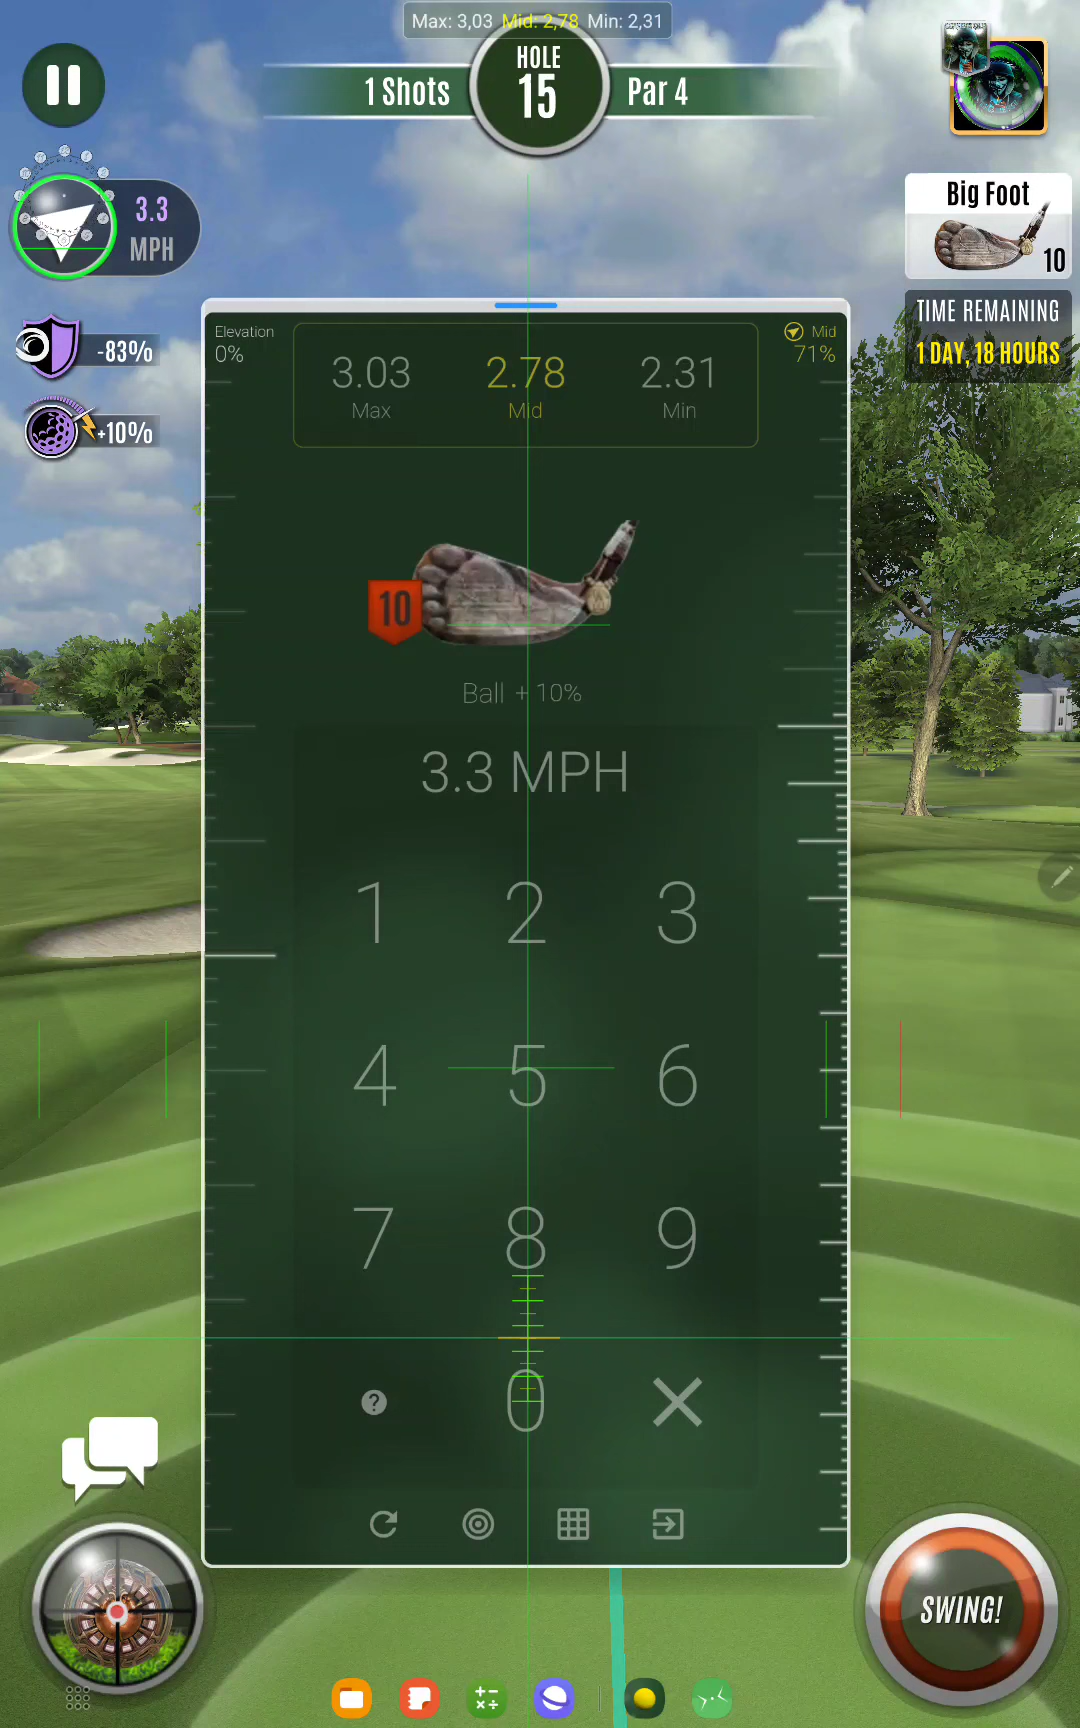 Max: 3,03 Mid: 2,78 Min: 2,31
HOLE
15
1 Shots
Par 4
3.3
MPH
Big Foot
10
TIME REMAINING
1 DAY, 18 HOURS
-83%
+10%
Elevation
0%
Mid
71%
3.03 2.78 2.31
Max Mid Min
10
Ball + 10%
3.3 MPH
1 2 3
4 5 6
7 8 9
? 0
SWING!